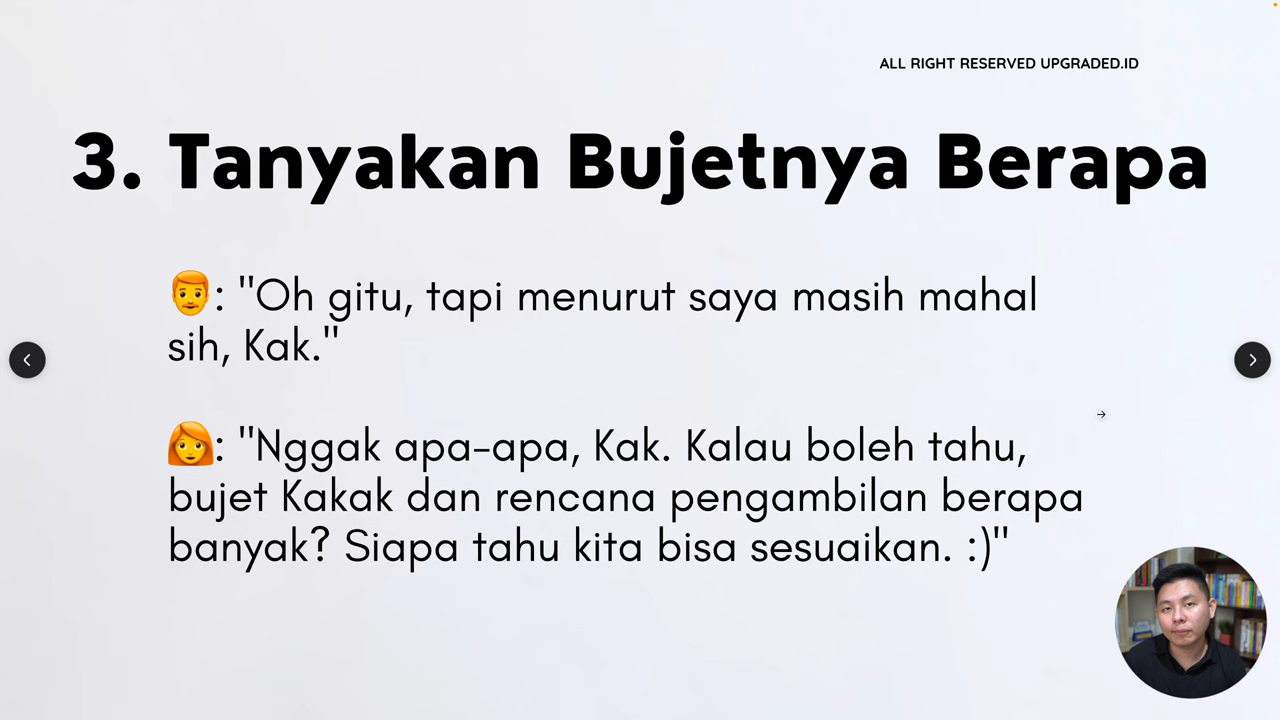 ALL RIGHT RESERVED UPGRADED.ID
3. Tanyakan Bujetnya Berapa
👨‍🦰: "Oh gitu, tapi menurut saya masih mahal
sih, Kak."
👩‍🦰: "Nggak apa-apa, Kak. Kalau boleh tahu,
bujet Kakak dan rencana pengambilan berapa
banyak? Siapa tahu kita bisa sesuaikan. :)"